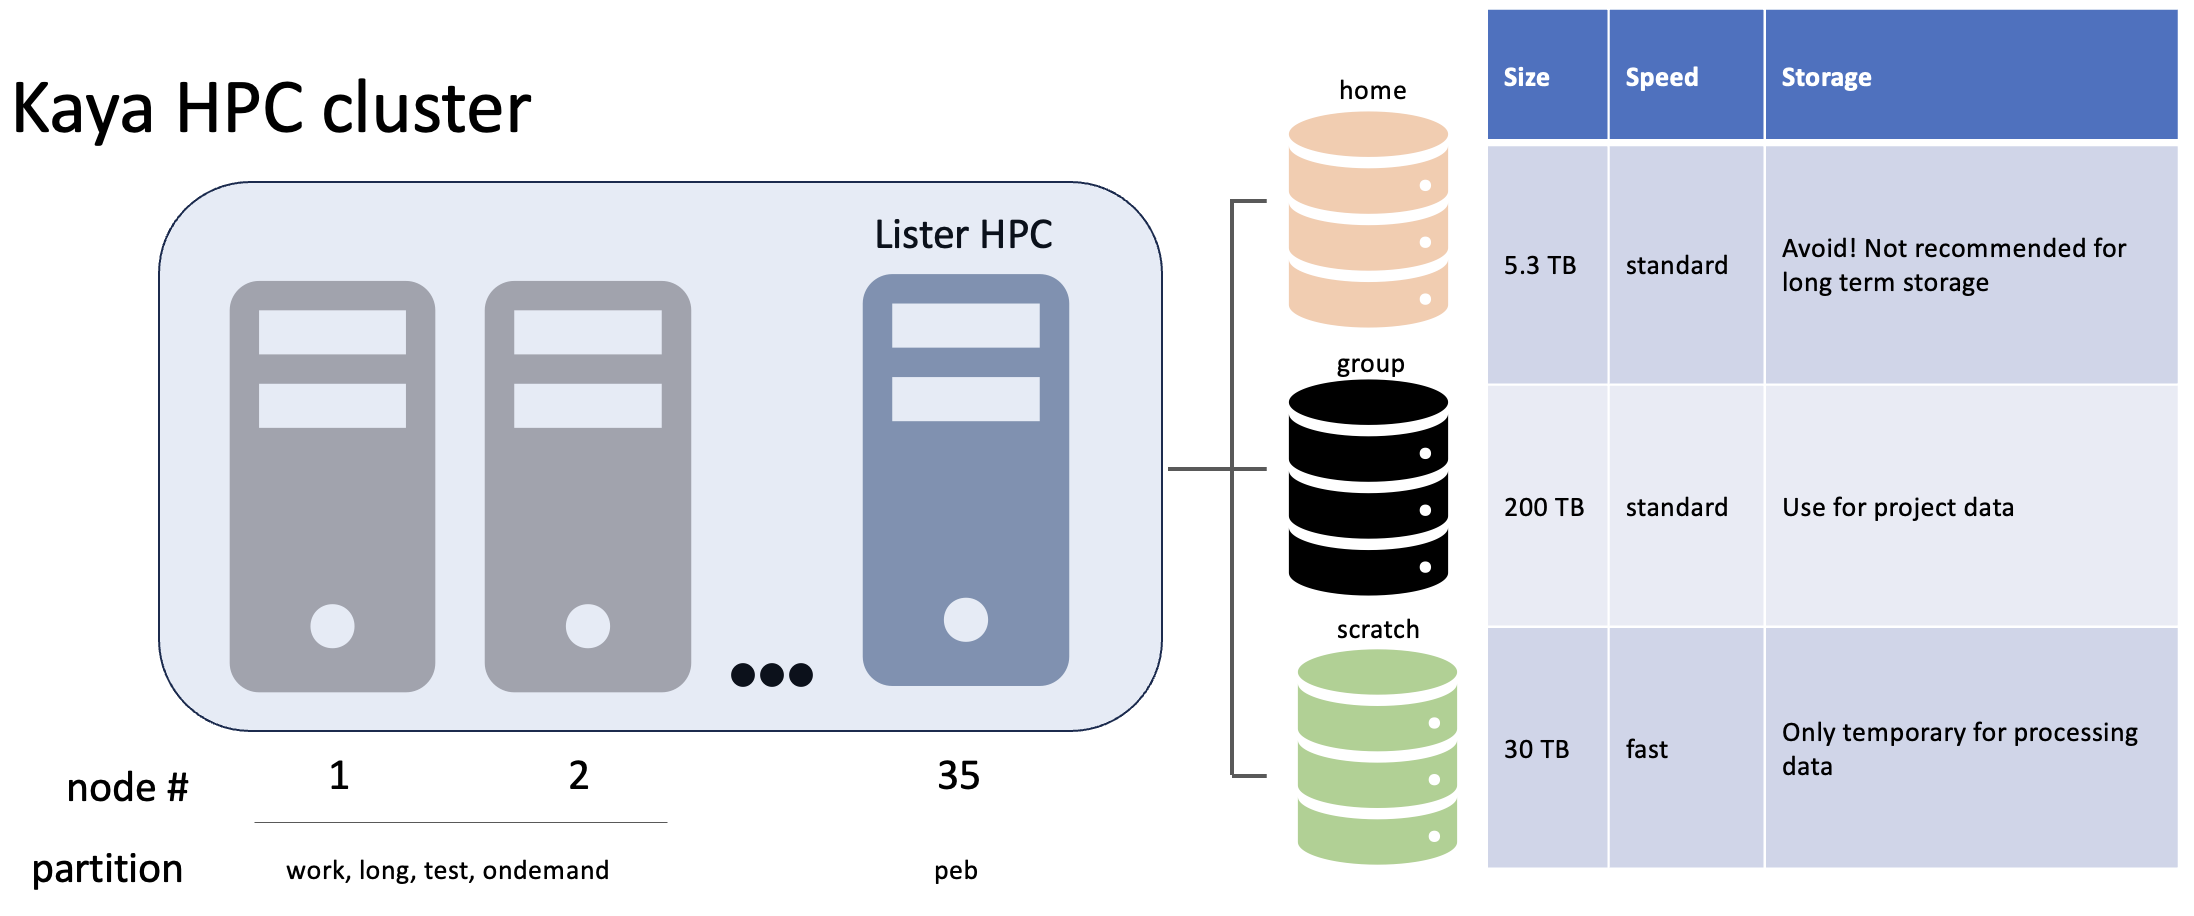 Kaya HPC cluster
Lister HPC
node #
1
2
35
partition
work, long, test, ondemand
peb
home
group
scratch
Size Speed Storage
5.3 TB standard Avoid! Not recommended for
long term storage
200 TB standard Use for project data
30 TB fast Only temporary for processing
data